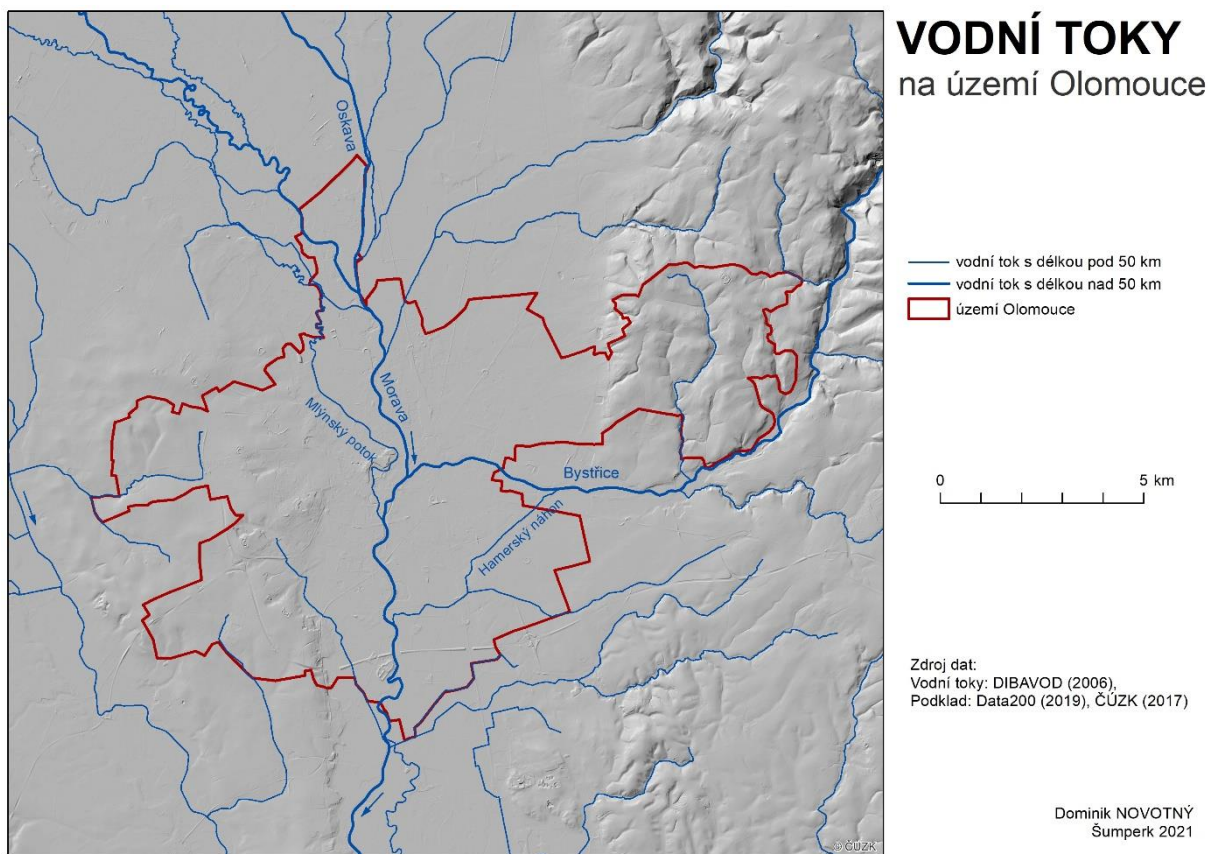 VODNÍ TOKY
na území Olomouce
Oskava
Morava
Mlýnský potok
Bystřice
Hamerský náhon
vodní tok s délkou pod 50 km
vodní tok s délkou nad 50 km
území Olomouce
0 5 km
Zdroj dat:
Vodní toky: DIBAVOD (2006),
Podklad: Data200 (2019), ČÚZK (2017)
Dominik NOVOTNÝ
Šumperk 2021
© ČÚZK